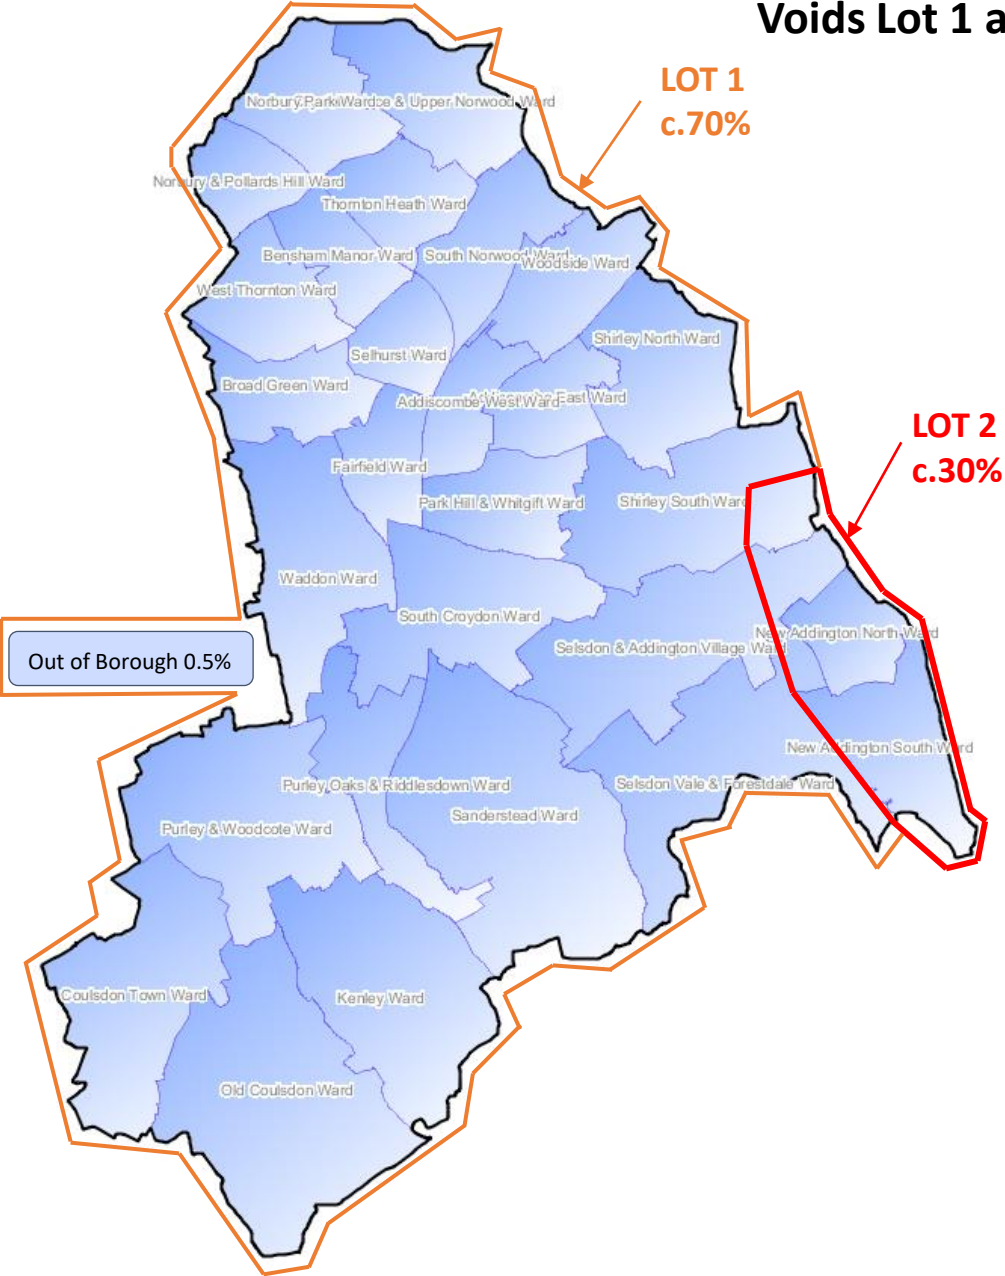 Voids Lot 1 a
LOT 1
c.70%
Norbury Park Ward
& Upper Norwood Ward
Norbury & Pollards Hill Ward
Thornton Heath Ward
Bensham Manor Ward
South Norwood Ward
Woodside Ward
West Thornton Ward
Shirley North Ward
Selhurst Ward
Broad Green Ward
Addiscombe West Ward
East Ward
LOT 2
c.30%
Fairfield Ward
Park Hill & Whitgift Ward
Shirley South Ward
Waddon Ward
South Croydon Ward
New Addington North Ward
Selsdon & Addington Village Ward
Out of Borough 0.5%
New Addington South Ward
Purley Oaks & Riddlesdown Ward
Selsdon Vale & Forestdale Ward
Sanderstead Ward
Purley & Woodcote Ward
Coulsdon Town Ward
Kenley Ward
Old Coulsdon Ward